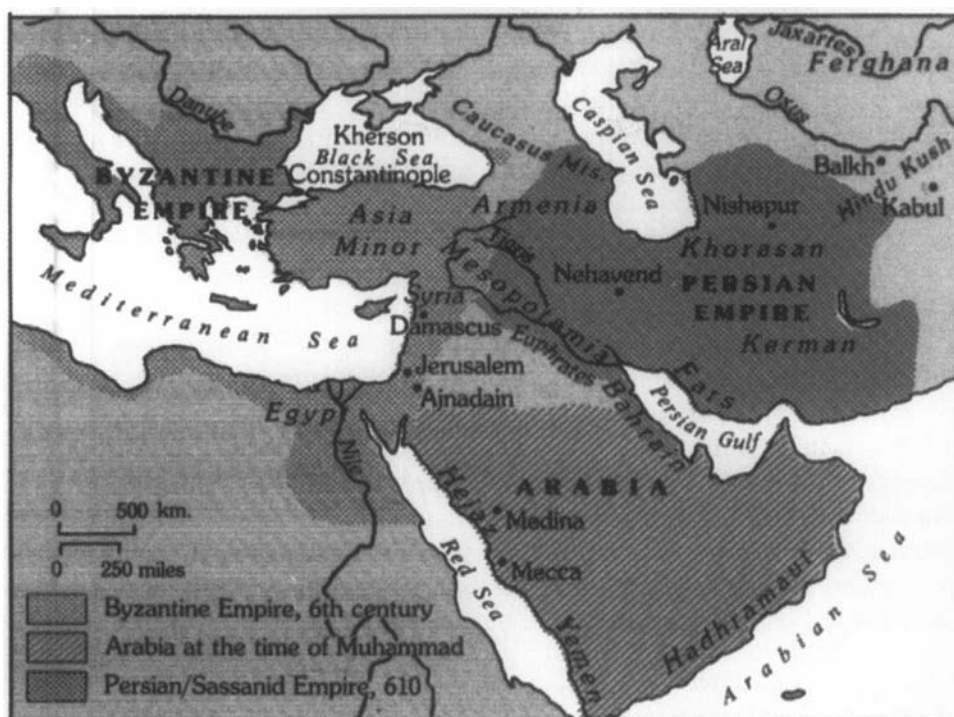 Aral
Sea
Jaxartes
Ferghana
Danube
Caspian Sea
Oxus
Caucasus Mts.
Kherson
Black Sea
Constantinople
Balkh
Hindu Kush
Kabul
BYZANTINE
EMPIRE
Asia
Minor
Armenia
Nishapur
Khorasan
Tigris
Mesopotamia
Nehavend
PERSIAN
EMPIRE
Kerman
Mediterranean Sea
Syria
Damascus
Euphrates
Jerusalem
Ajnadain
Fars
Persian Gulf
Bahrain
Egypt
Nile
Hejaz
ARABIA
Medina
Mecca
Red Sea
Yemen
Hadhramaut
Arabian Sea
0 500 km.
0 250 miles
Byzantine Empire, 6th century
Arabia at the time of Muhammad
Persian/Sassanid Empire, 610